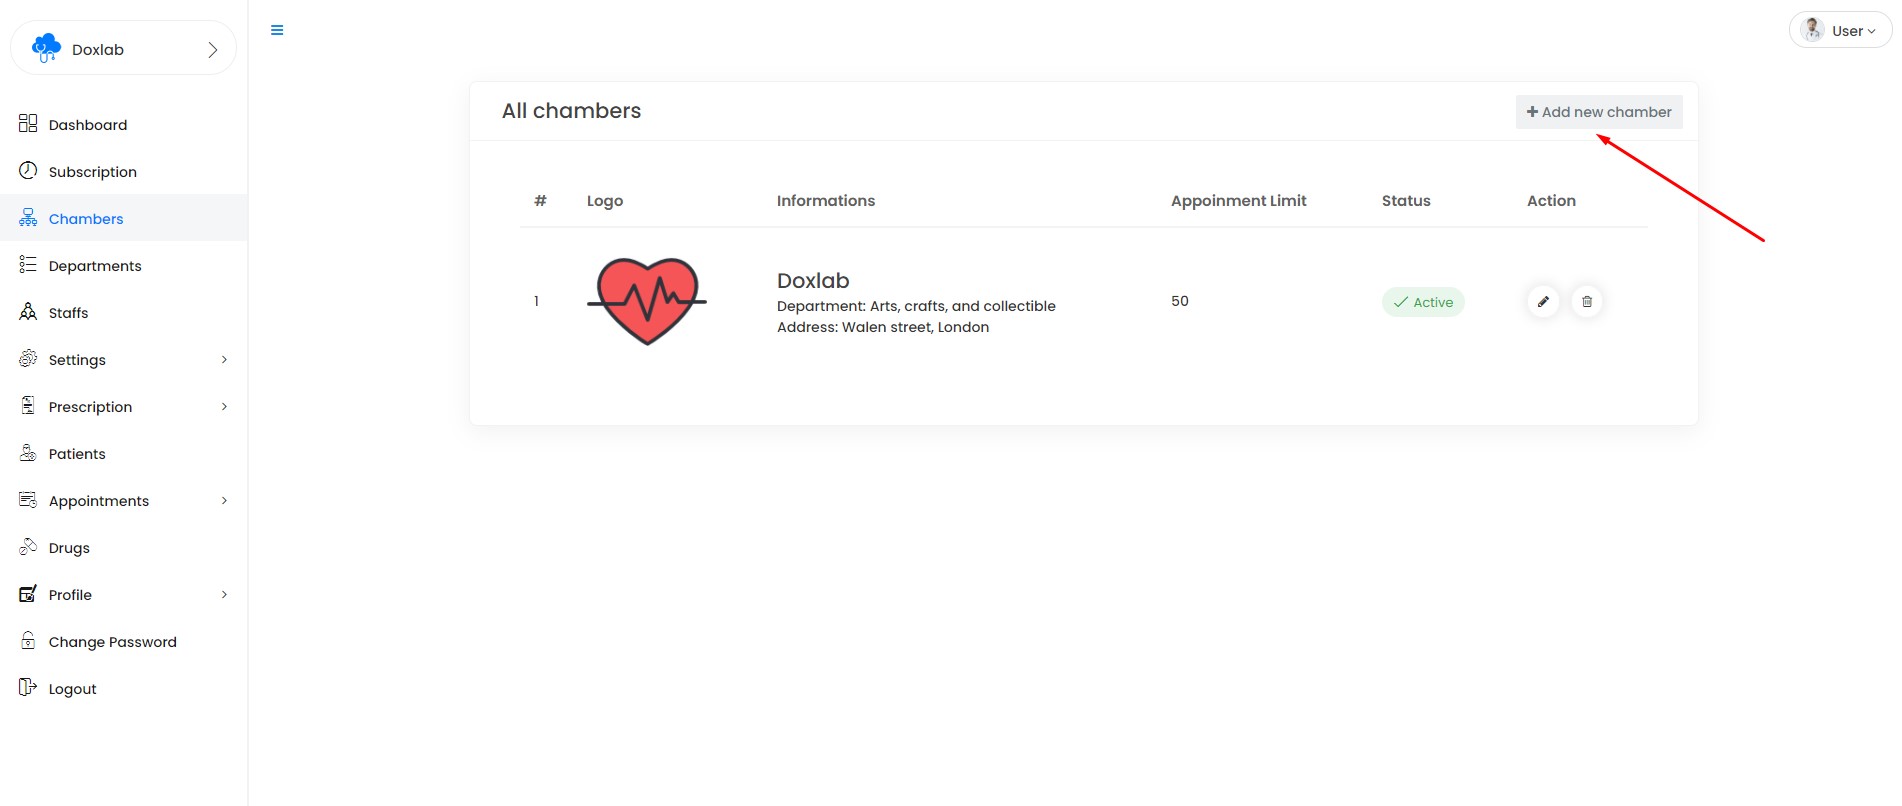 Doxlab
User
Dashboard
Subscription
Chambers
Departments
Staffs
Settings
Prescription
Patients
Appointments
Drugs
Profile
Change Password
Logout
All chambers
Add new chamber
# Logo Informations Appoinment Limit Status Action
1
Doxlab
Department: Arts, crafts, and collectible
Address: Walen street, London
50
Active